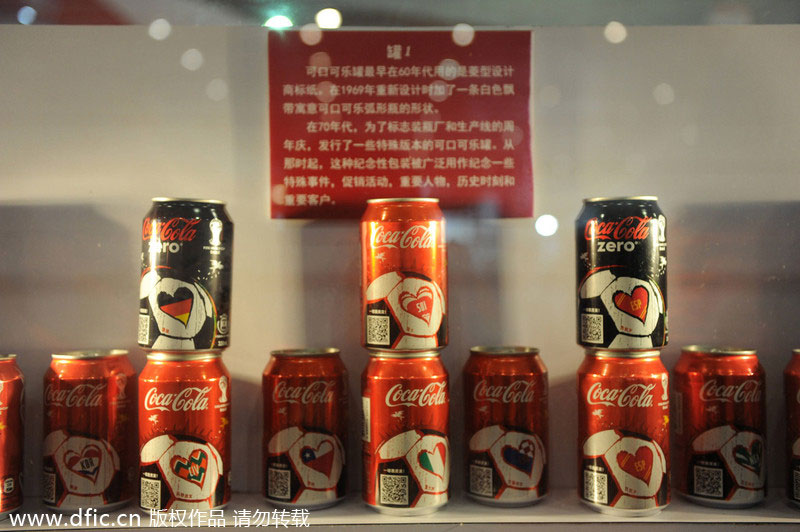 罐!
可口可乐罐最早在60年代用的是菱型设计
商标纸。在1969年重新设计时加了一条白色飘
带寓意可口可乐弧形瓶的形状。
在70年代，为了标志装瓶厂和生产线的周
年庆，发行了一些特殊版本的可口可乐罐。从
那时起，这种纪念性包装被广泛用作纪念一些
特殊事件，促销活动，重要人物，历史时刻和
重要客户。
Coca-Cola
zero
Coca-Cola
Coca-Cola
zero
Coca-Cola
Coca-Cola
Coca-Cola
Coca-Cola
Coca-Cola
Coca-Cola
Coca-Cola
www.dfic.cn 版权作品 请勿转载